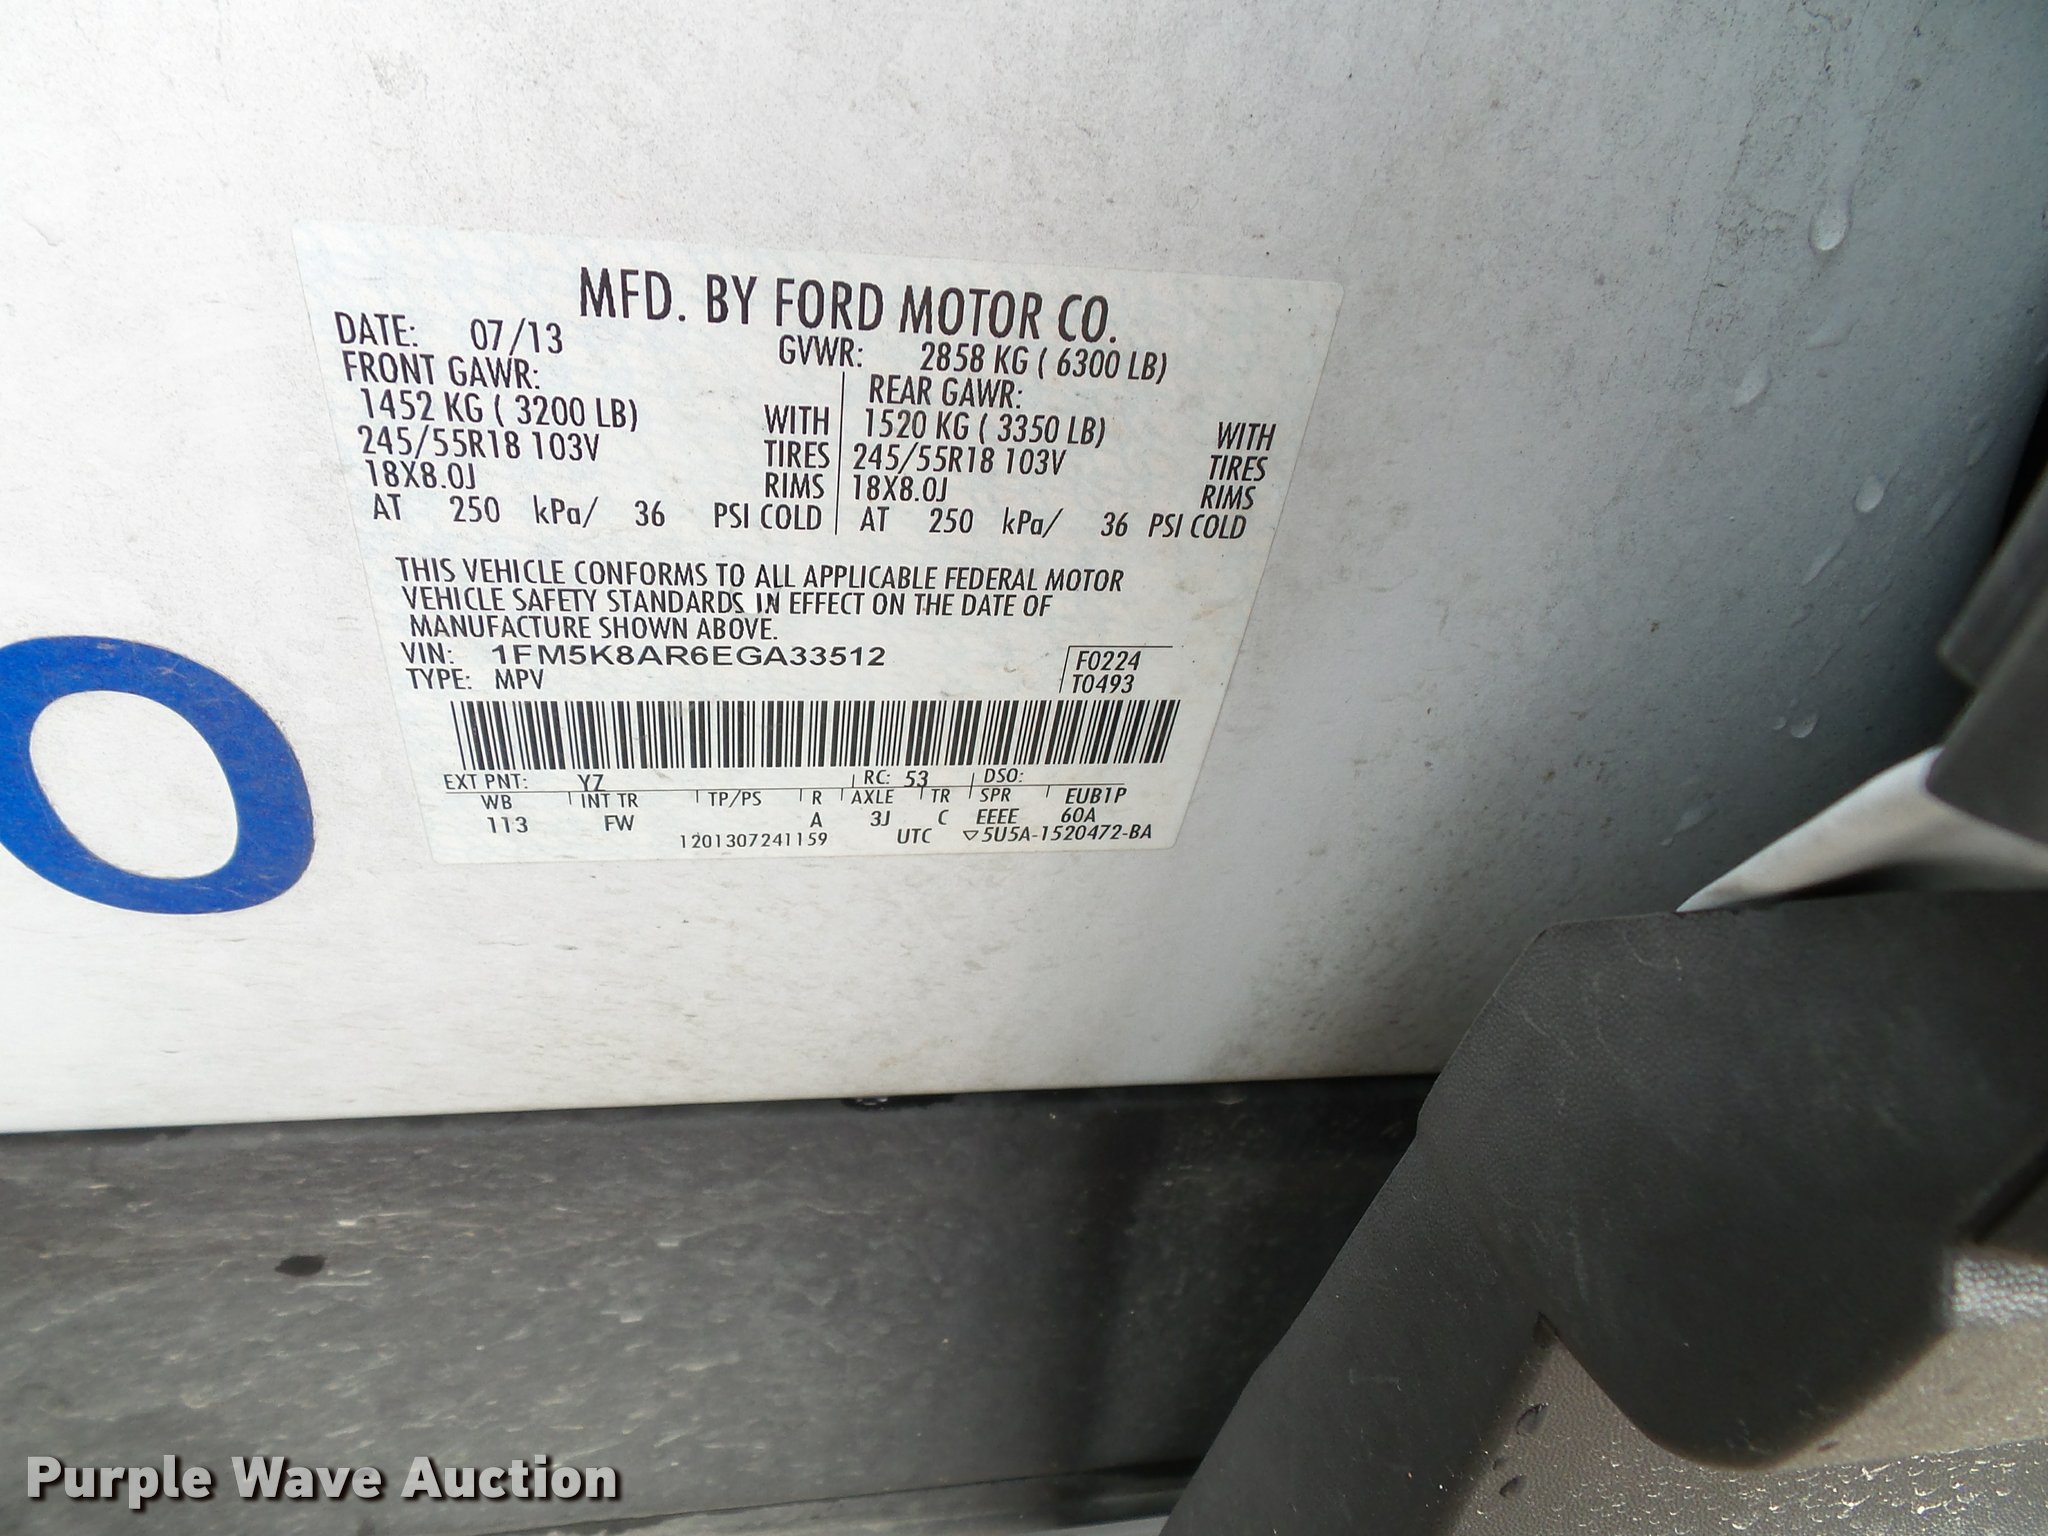 MFD. BY FORD MOTOR CO.
DATE: 07/13 GVWR: 2858 KG ( 6300 LB)
FRONT GAWR: REAR GAWR:
1452 KG ( 3200 LB) WITH 1520 KG ( 3350 LB) WITH
245/55R18 103V TIRES 245/55R18 103V TIRES
18X8.0J RIMS 18X8.0J RIMS
AT 250 kPa/ 36 PSI COLD AT 250 kPa/ 36 PSI COLD
THIS VEHICLE CONFORMS TO ALL APPLICABLE FEDERAL MOTOR
VEHICLE SAFETY STANDARDS IN EFFECT ON THE DATE OF
MANUFACTURE SHOWN ABOVE.
VIN: 1FM5K8AR6EGA33512 F0224
TYPE: MPV T0493
EXT PNT: YZ RC: 53 DSO:
WB INT TR TP/PS R AXLE TR SPR EUB1P
113 FW A 3J C EEEE 60A
1201307241159 UTC ▽5U5A-1520472-BA
O
Purple Wave Auction